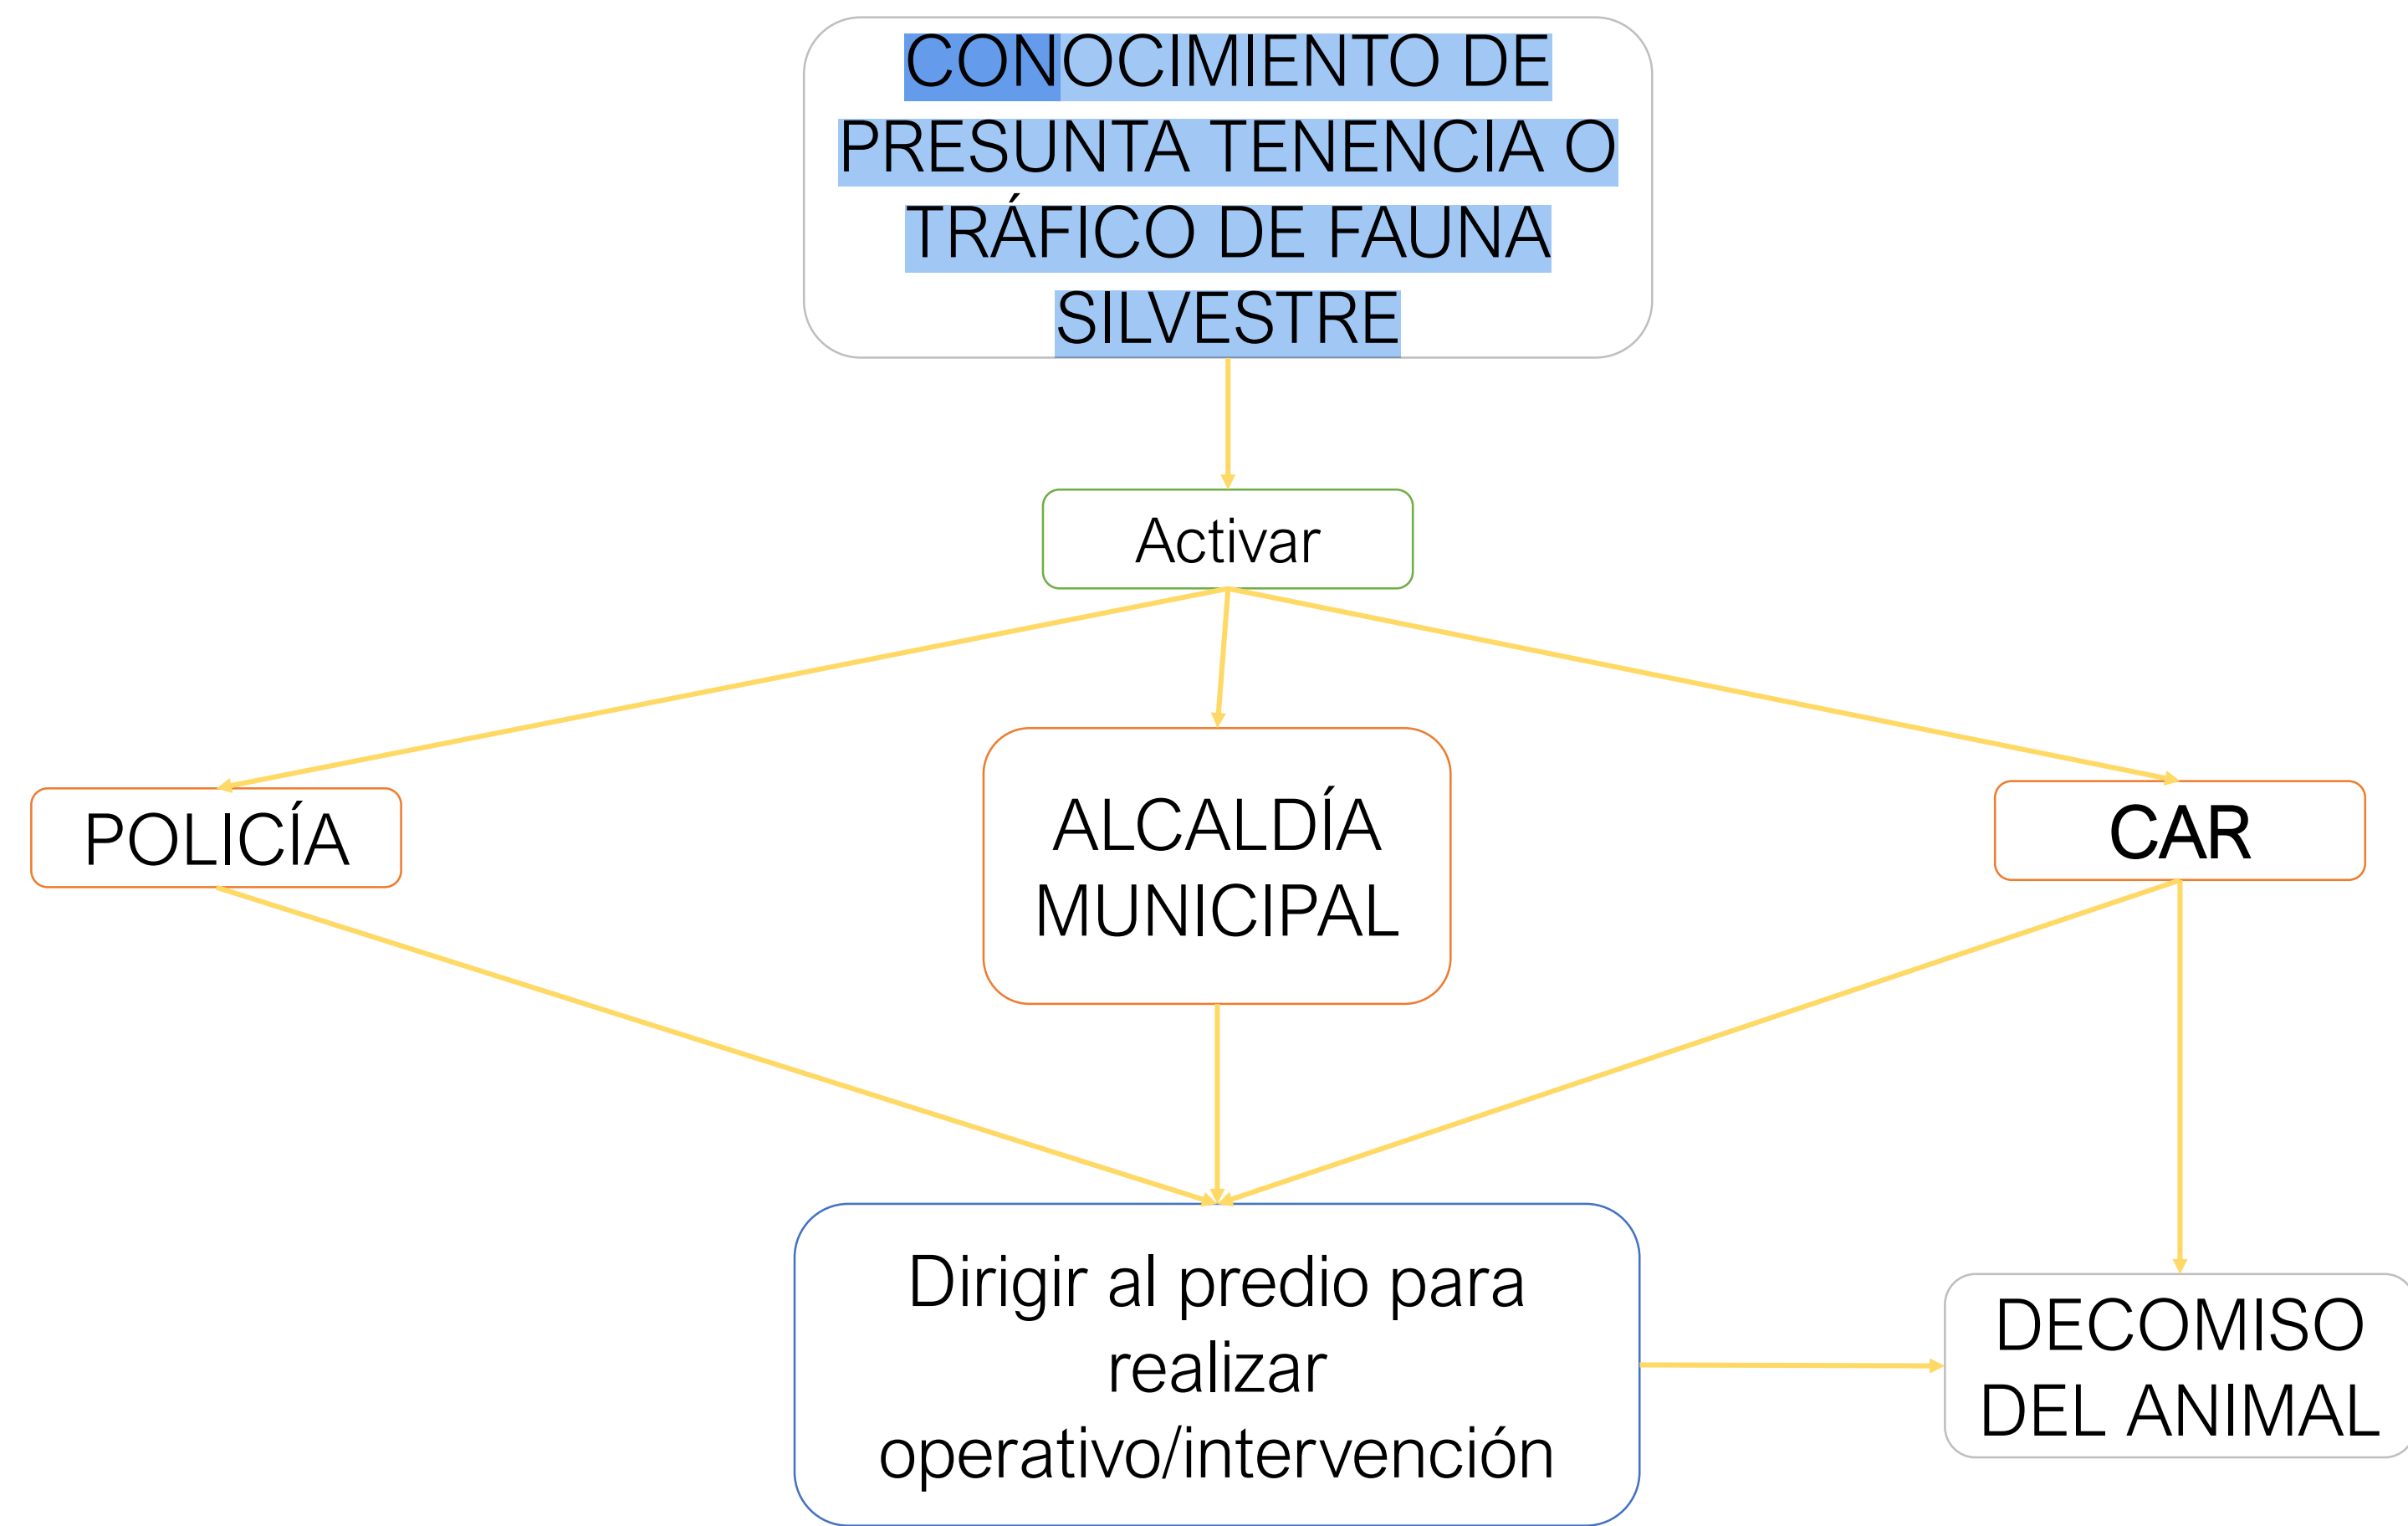 CONOCIMIENTO DE
PRESUNTA TENENCIA O
TRÁFICO DE FAUNA
SILVESTRE
Activar
POLICÍA
ALCALDÍA
MUNICIPAL
CAR
Dirigir al predio para
realizar
operativo/intervención
DECOMISO
DEL ANIMAL